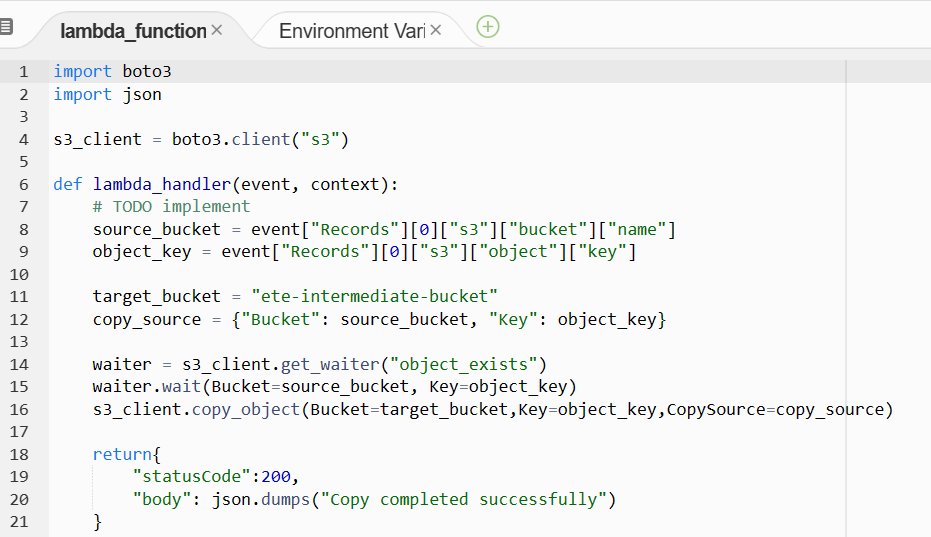 lambda_function × Environment Vari ×
1 import boto3
2 import json
3
4 s3_client = boto3.client("s3")
5
6 def lambda_handler(event, context):
7     # TODO implement
8     source_bucket = event["Records"][0]["s3"]["bucket"]["name"]
9     object_key = event["Records"][0]["s3"]["object"]["key"]
10
11     target_bucket = "ete-intermediate-bucket"
12     copy_source = {"Bucket": source_bucket, "Key": object_key}
13
14     waiter = s3_client.get_waiter("object_exists")
15     waiter.wait(Bucket=source_bucket, Key=object_key)
16     s3_client.copy_object(Bucket=target_bucket,Key=object_key,CopySource=copy_source)
17
18     return{
19         "statusCode":200,
20         "body": json.dumps("Copy completed successfully")
21     }